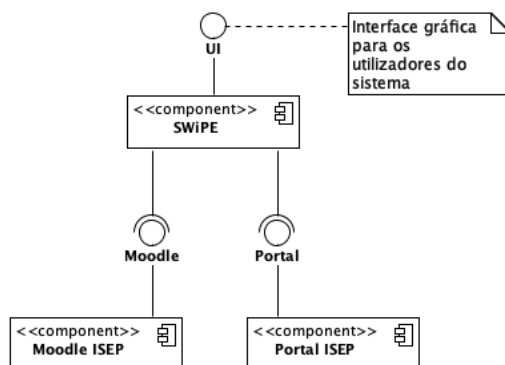 UI
Interface gráfica
para os
utilizadores do
sistema
<<component>>
SWiPE
Moodle
Portal
<<component>>
Moodle ISEP
<<component>>
Portal ISEP